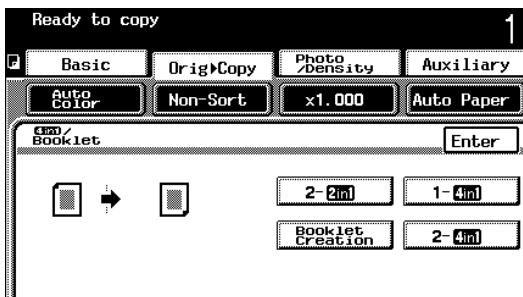 Ready to copy
1
Basic
Orig▸Copy
Photo
/Density
Auxiliary
Auto
Color
Non-Sort
x1.000
Auto Paper
4in1/
Booklet
Enter
2-2in1
1-4in1
Booklet
Creation
2-4in1